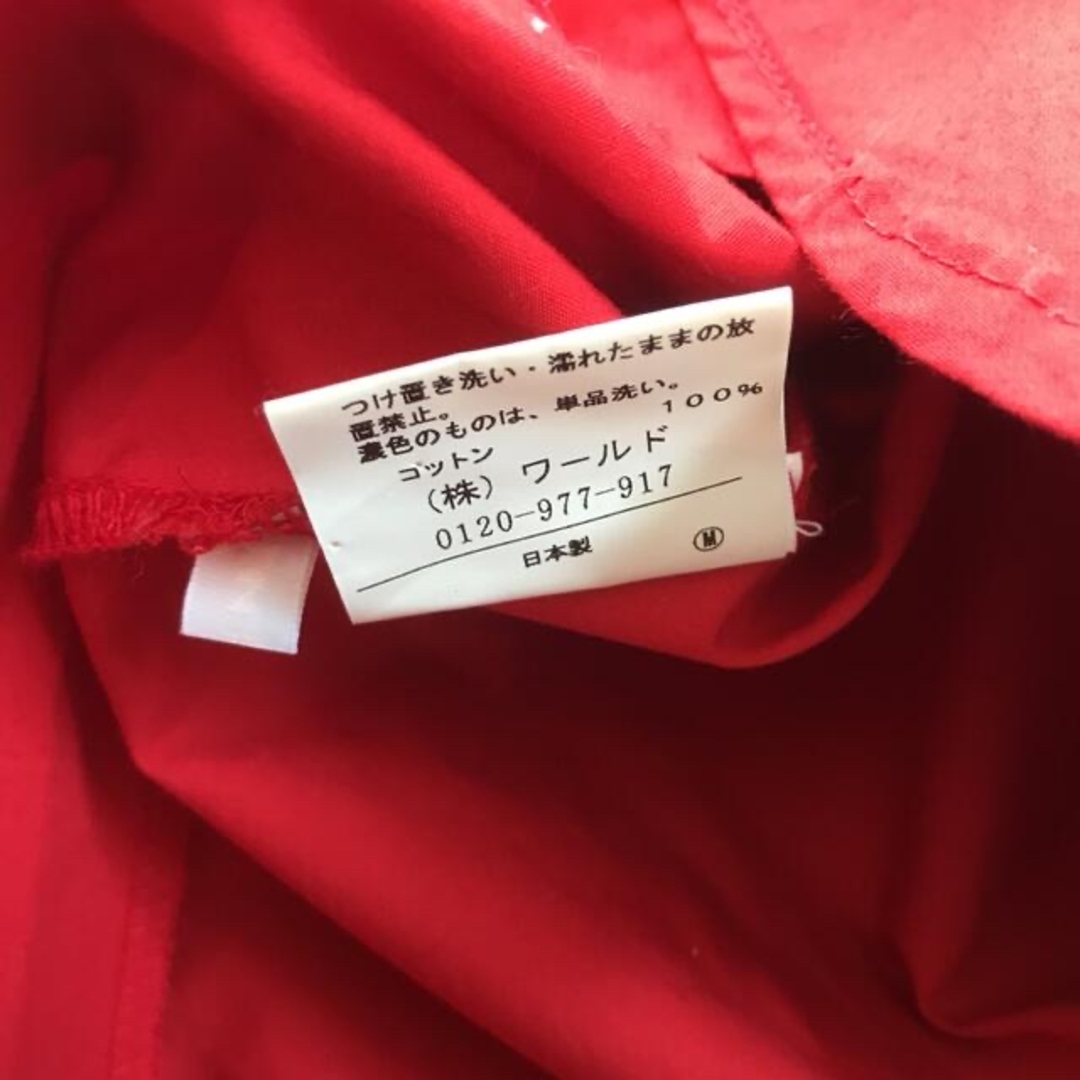 つけ置き洗い・濡れたままの放
置禁止。
濃色のものは、単品洗い。
コットン 100%
(株) ワールド
0120-977-917
日本製 Ⓜ